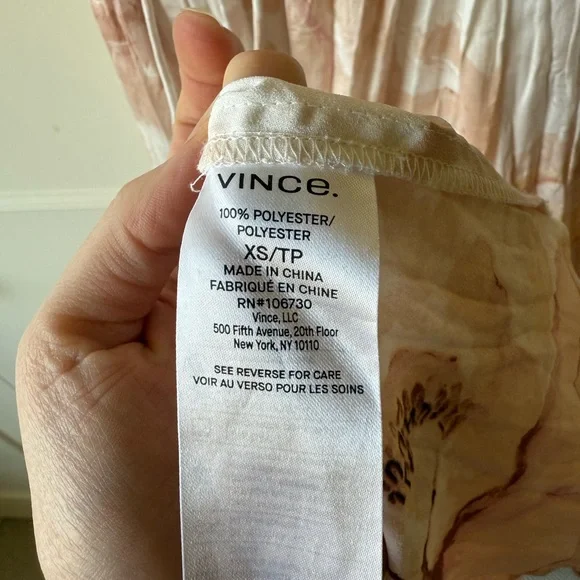 VINCe.
100% POLYESTER/
POLYESTER
XS/TP
MADE IN CHINA
FABRIQUÉ EN CHINE
RN#106730
Vince, LLC
500 Fifth Avenue, 20th Floor
New York, NY 10110
SEE REVERSE FOR CARE
VOIR AU VERSO POUR LES SOINS